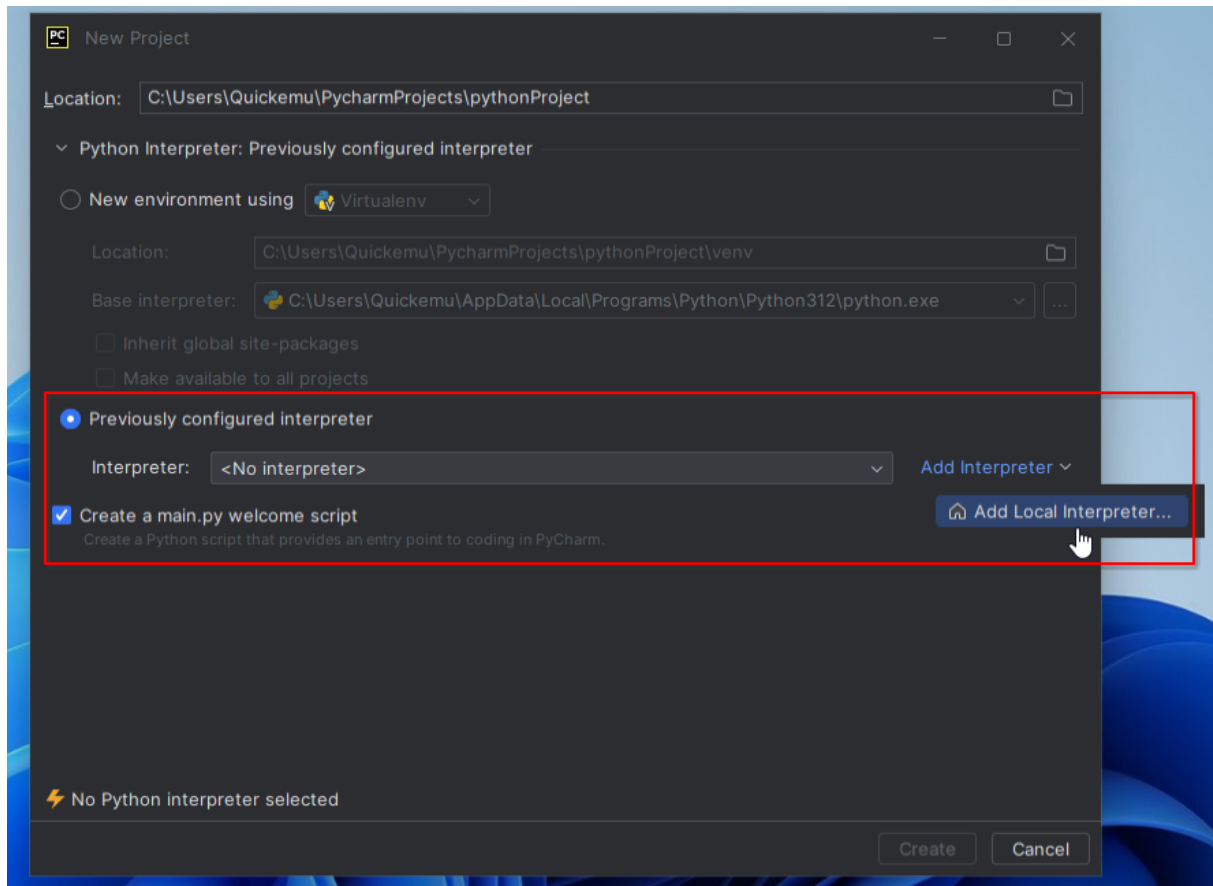 PC New Project
Location: C:\Users\Quickemu\PycharmProjects\pythonProject
Python Interpreter: Previously configured interpreter
New environment using Virtualenv
Location: C:\Users\Quickemu\PycharmProjects\pythonProject\venv
Base interpreter: C:\Users\Quickemu\AppData\Local\Programs\Python\Python312\python.exe ...
Inherit global site-packages
Make available to all projects
Previously configured interpreter
Interpreter: <No interpreter> Add Interpreter
Create a main.py welcome script Add Local Interpreter...
Create a Python script that provides an entry point to coding in PyCharm.
No Python interpreter selected
Create Cancel